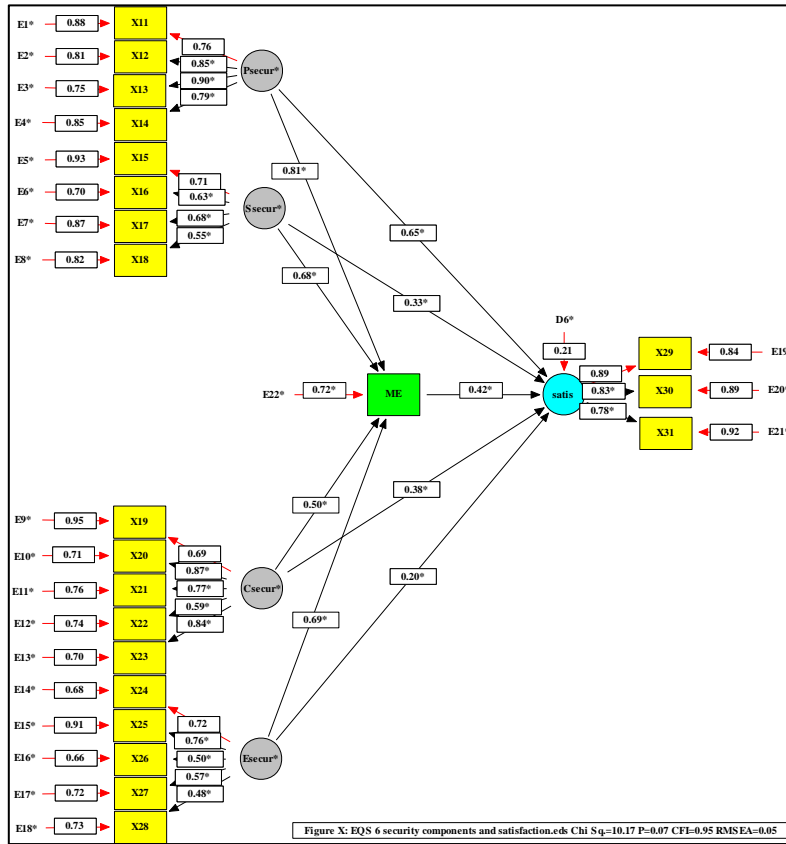 E1* 0.88 X11
E2* 0.81 X12
E3* 0.75 X13
E4* 0.85 X14
0.76
0.85*
0.90*
0.79*
Psecur*
E5* 0.93 X15
E6* 0.70 X16
E7* 0.87 X17
E8* 0.82 X18
0.71
0.63*
0.68*
0.55*
Ssecur*
0.81*
0.68*
0.65*
0.33*
D6*
0.21
E22* 0.72* ME 0.42* satis
0.89
0.83*
0.78*
X29 0.84 E19
X30 0.89 E20*
X31 0.92 E21*
0.50*
0.38*
0.69*
0.20*
E9* 0.95 X19
E10* 0.71 X20
E11* 0.76 X21
E12* 0.74 X22
E13* 0.70 X23
0.69
0.87*
0.77*
0.59*
0.84*
Csecur*
E14* 0.68 X24
E15* 0.91 X25
E16* 0.66 X26
E17* 0.72 X27
E18* 0.73 X28
0.72
0.76*
0.50*
0.57*
0.48*
Esecur*
Figure X: EQS 6 security components and satisfaction.eds Chi Sq.=10.17 P=0.07 CFI=0.95 RMSEA=0.05